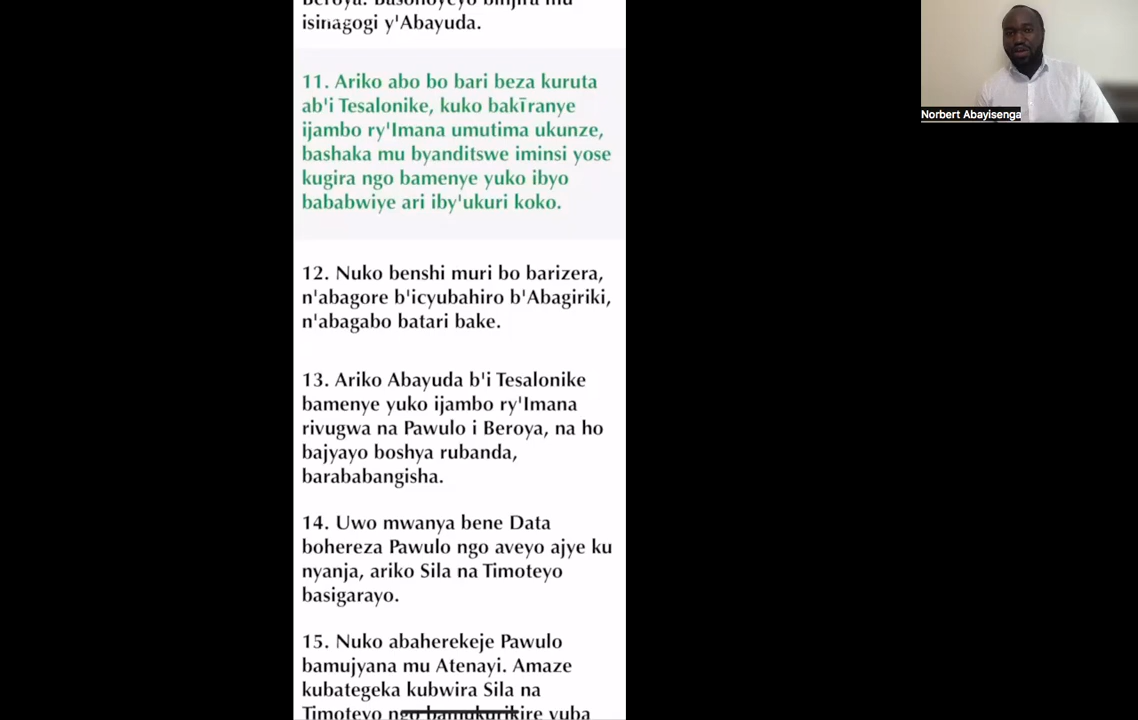 isinagogi y'Abayuda.
11. Ariko abo bo bari beza kuruta
ab'i Tesalonike, kuko bakīranye
ijambo ry'Imana umutima ukunze,
bashaka mu byanditswe iminsi yose
kugira ngo bamenye yuko ibyo
bababwiye ari iby'ukuri koko.
12. Nuko benshi muri bo barizera,
n'abagore b'icyubahiro b'Abagiriki,
n'abagabo batari bake.
13. Ariko Abayuda b'i Tesalonike
bamenye yuko ijambo ry'Imana
rivugwa na Pawulo i Beroya, na ho
bajyayo boshya rubanda,
barababangisha.
14. Uwo mwanya bene Data
bohereza Pawulo ngo aveyo ajye ku
nyanja, ariko Sila na Timoteyo
basigarayo.
15. Nuko abaherekeje Pawulo
bamujyana mu Atenayi. Amaze
kubategeka kubwira Sila na
Timoteyo ngo bamukurikire vuba
Norbert Abayisenga